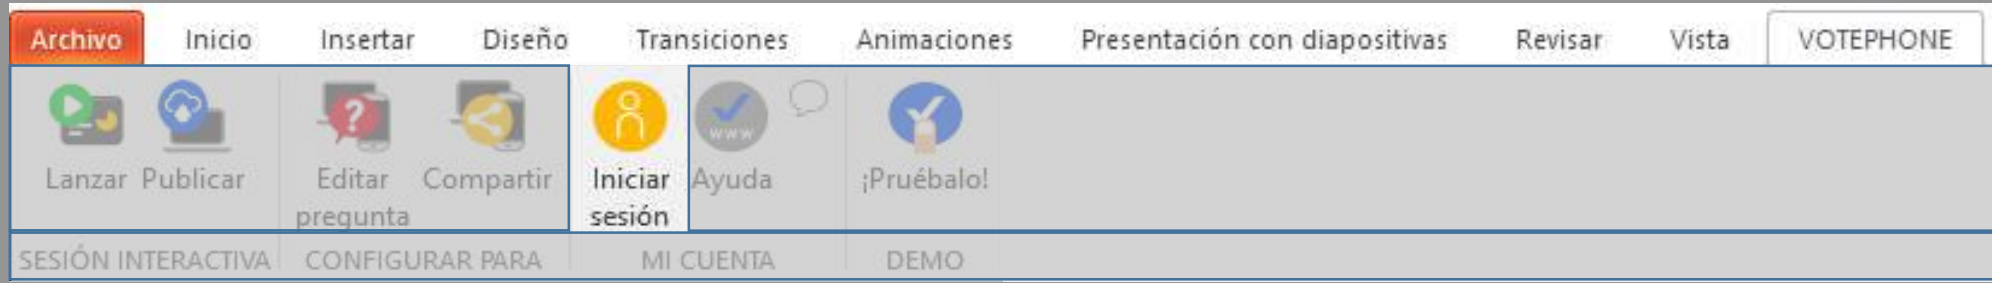 Archivo Inicio Insertar Diseño Transiciones Animaciones Presentación con diapositivas Revisar Vista VOTEPHONE
?
www
Lanzar Publicar Editar Compartir Iniciar Ayuda ¡Pruébalo!
pregunta sesión
SESIÓN INTERACTIVA CONFIGURAR PARA MI CUENTA DEMO